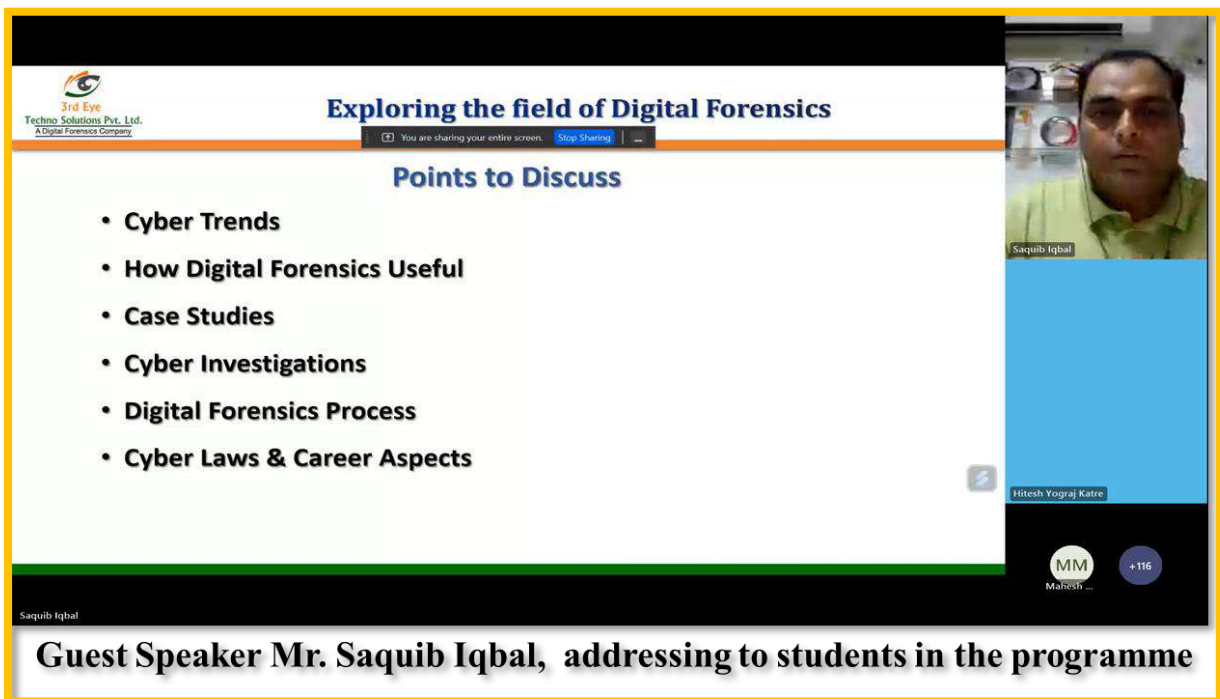 3rd Eye
Techno Solutions Pvt. Ltd.
A Digital Forensics Company
Exploring the field of Digital Forensics
You are sharing your entire screen. Stop Sharing
Points to Discuss
• Cyber Trends
• How Digital Forensics Useful
• Case Studies
• Cyber Investigations
• Digital Forensics Process
• Cyber Laws & Career Aspects
Saquib Iqbal
Hitesh Yograj Katre
MM
Mahesh ...
+116
Saquib Iqbal
Guest Speaker Mr. Saquib Iqbal, addressing to students in the programme